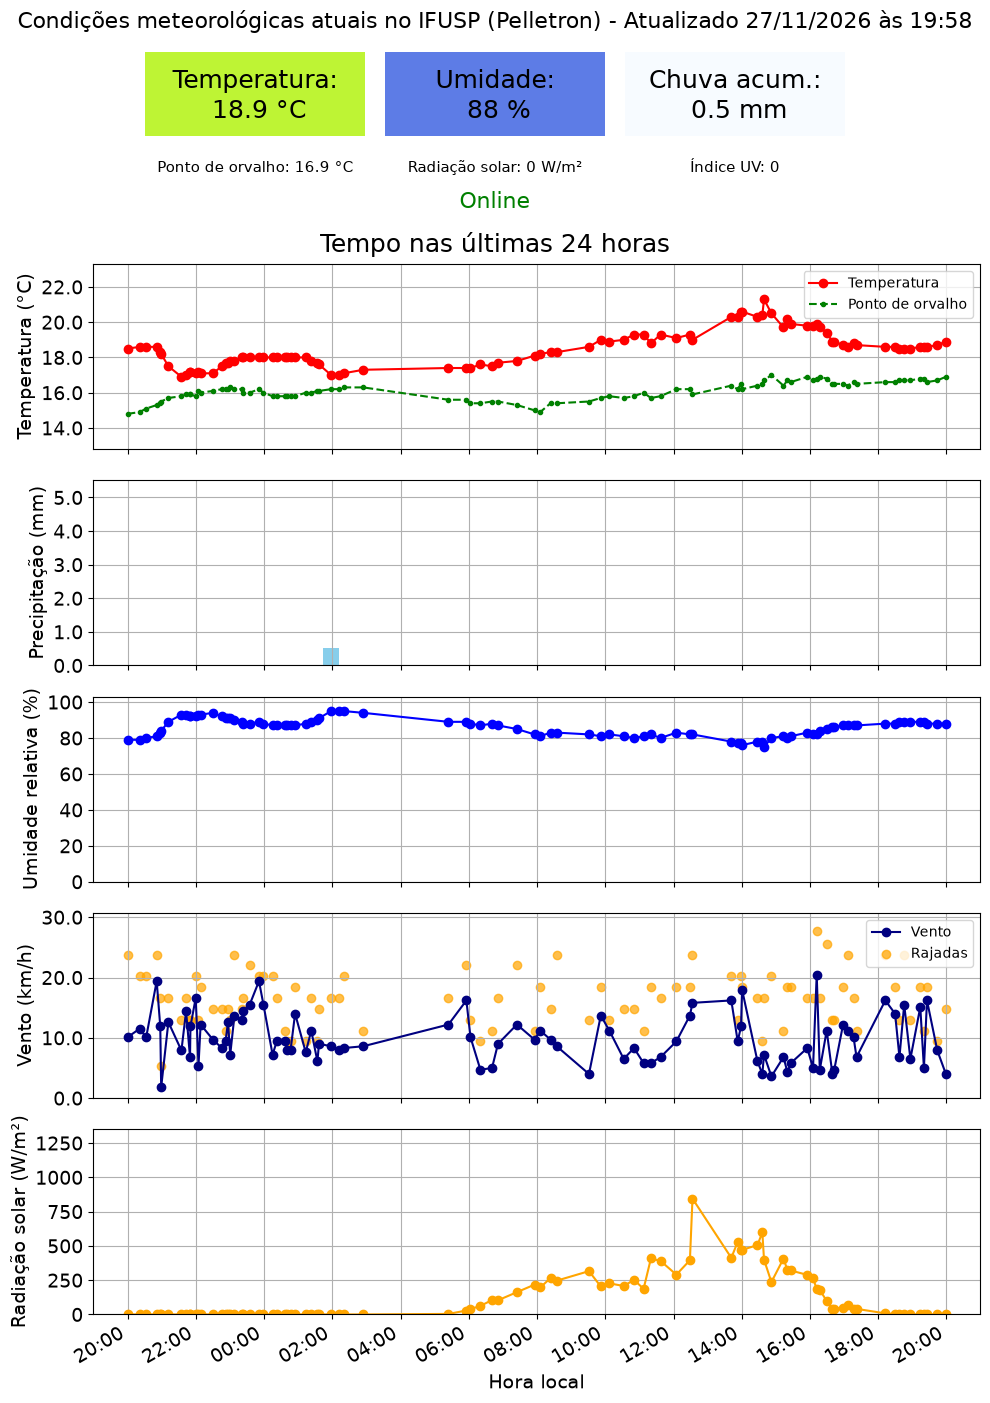 Condições meteorológicas atuais no IFUSP (Pelletron) - Atualizado 27/11/2026 às 19:58
Temperatura:
18.9 °C
Umidade:
88 %
Chuva acum.:
0.5 mm
Ponto de orvalho: 16.9 °C
Radiação solar: 0 W/m²
Índice UV: 0
Online
Tempo nas últimas 24 horas
Temperatura (°C)
22.0
20.0
18.0
16.0
14.0
Temperatura
Ponto de orvalho
Precipitação (mm)
5.0
4.0
3.0
2.0
1.0
0.0
Umidade relativa (%)
100
80
60
40
20
0
Vento (km/h)
30.0
20.0
10.0
0.0
Vento
Rajadas
Radiação solar (W/m²)
1250
1000
750
500
250
0
20:00
22:00
00:00
02:00
04:00
06:00
08:00
10:00
12:00
14:00
16:00
18:00
20:00
Hora local